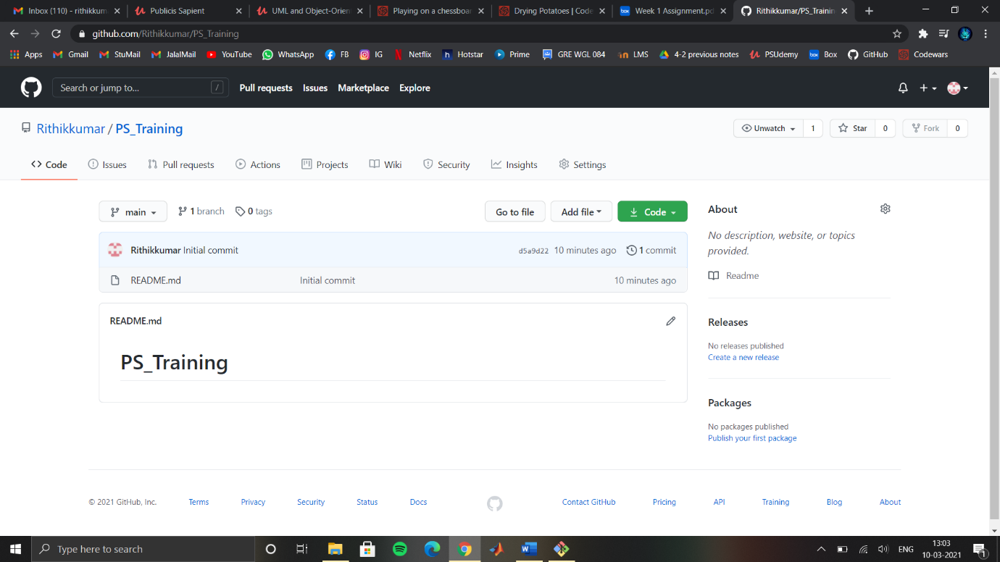 Inbox (110) - rithikkuma
Publicis Sapient
UML and Object-Orien
Playing on a chessboar
Drying Potatoes | Code
Week 1 Assignment.pd
Rithikkumar/PS_Trainin
github.com/Rithikkumar/PS_Training
Apps Gmail StuMail JalalMail YouTube WhatsApp FB IG Netflix Hotstar Prime GRE WGL 084 LMS 4-2 previous notes PSUdemy Box GitHub Codewars
Search or jump to... / Pull requests Issues Marketplace Explore
Rithikkumar / PS_Training Unwatch 1 Star 0 Fork 0
Code Issues Pull requests Actions Projects Wiki Security Insights Settings
main 1 branch 0 tags Go to file Add file Code
Rithikkumar Initial commit d5a9d22 10 minutes ago 1 commit
README.md Initial commit 10 minutes ago
README.md
PS_Training
About
No description, website, or topics
provided.
Readme
Releases
No releases published
Create a new release
Packages
No packages published
Publish your first package
© 2021 GitHub, Inc. Terms Privacy Security Status Docs Contact GitHub Pricing API Training Blog About
Type here to search
ENG
13:03
10-03-2021
1